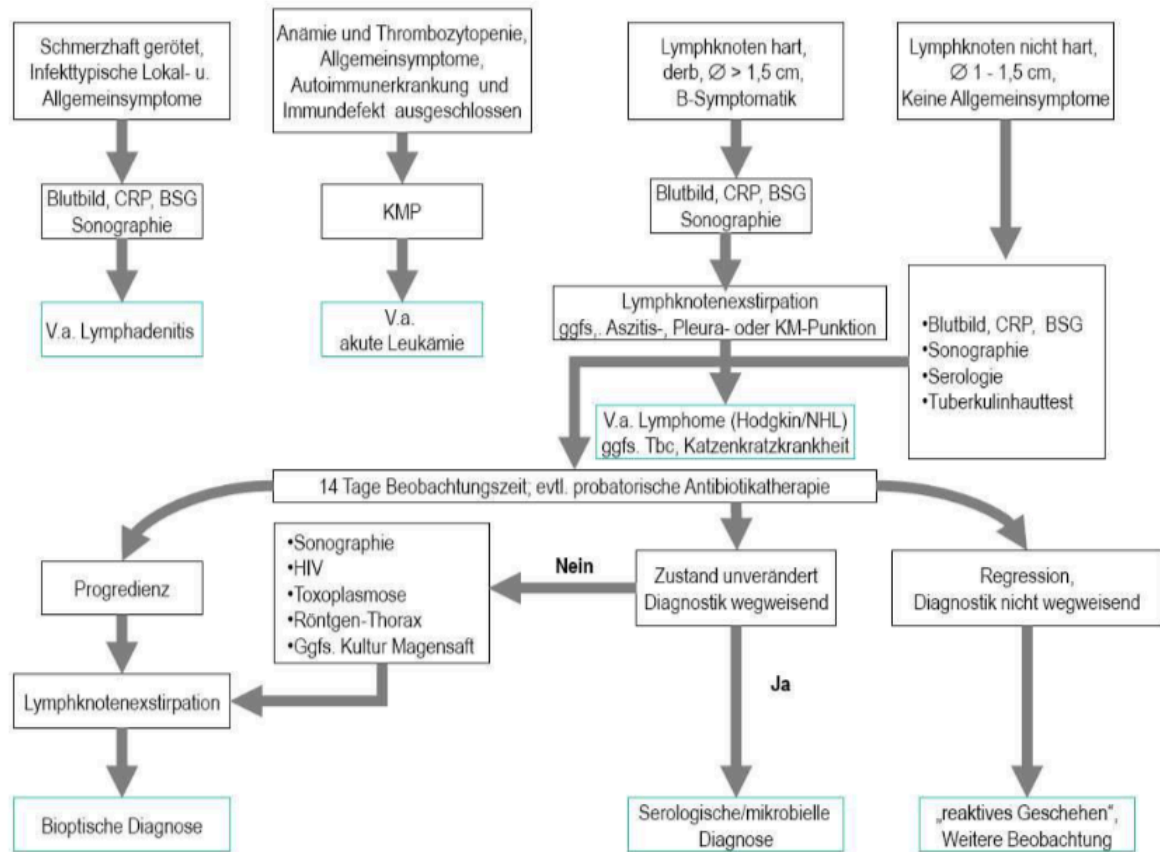 Schmerzhaft gerötet,
Infekttypische Lokal- u.
Allgemeinsymptome
Anämie und Thrombozytopenie,
Allgemeinsymptome,
Autoimmunerkrankung und
Immundefekt ausgeschlossen
Lymphknoten hart,
derb, Ø > 1,5 cm,
B-Symptomatik
Lymphknoten nicht hart,
Ø 1 - 1,5 cm,
Keine Allgemeinsymptome
Blutbild, CRP, BSG
Sonographie
KMP
Blutbild, CRP, BSG
Sonographie
V.a. Lymphadenitis
V.a.
akute Leukämie
Lymphknotenexstirpation
ggfs,. Aszitis-, Pleura- oder KM-Punktion
•Blutbild, CRP, BSG
•Sonographie
•Serologie
•Tuberkulinhauttest
V.a. Lymphome (Hodgkin/NHL)
ggfs. Tbc, Katzenkratzkrankheit
14 Tage Beobachtungszeit; evtl. probatorische Antibiotikatherapie
Progredienz
•Sonographie
•HIV
•Toxoplasmose
•Röntgen-Thorax
•Ggfs. Kultur Magensaft
Nein
Zustand unverändert
Diagnostik wegweisend
Regression,
Diagnostik nicht wegweisend
Lymphknotenexstirpation
Ja
Bioptische Diagnose
Serologische/mikrobielle
Diagnose
„reaktives Geschehen“,
Weitere Beobachtung